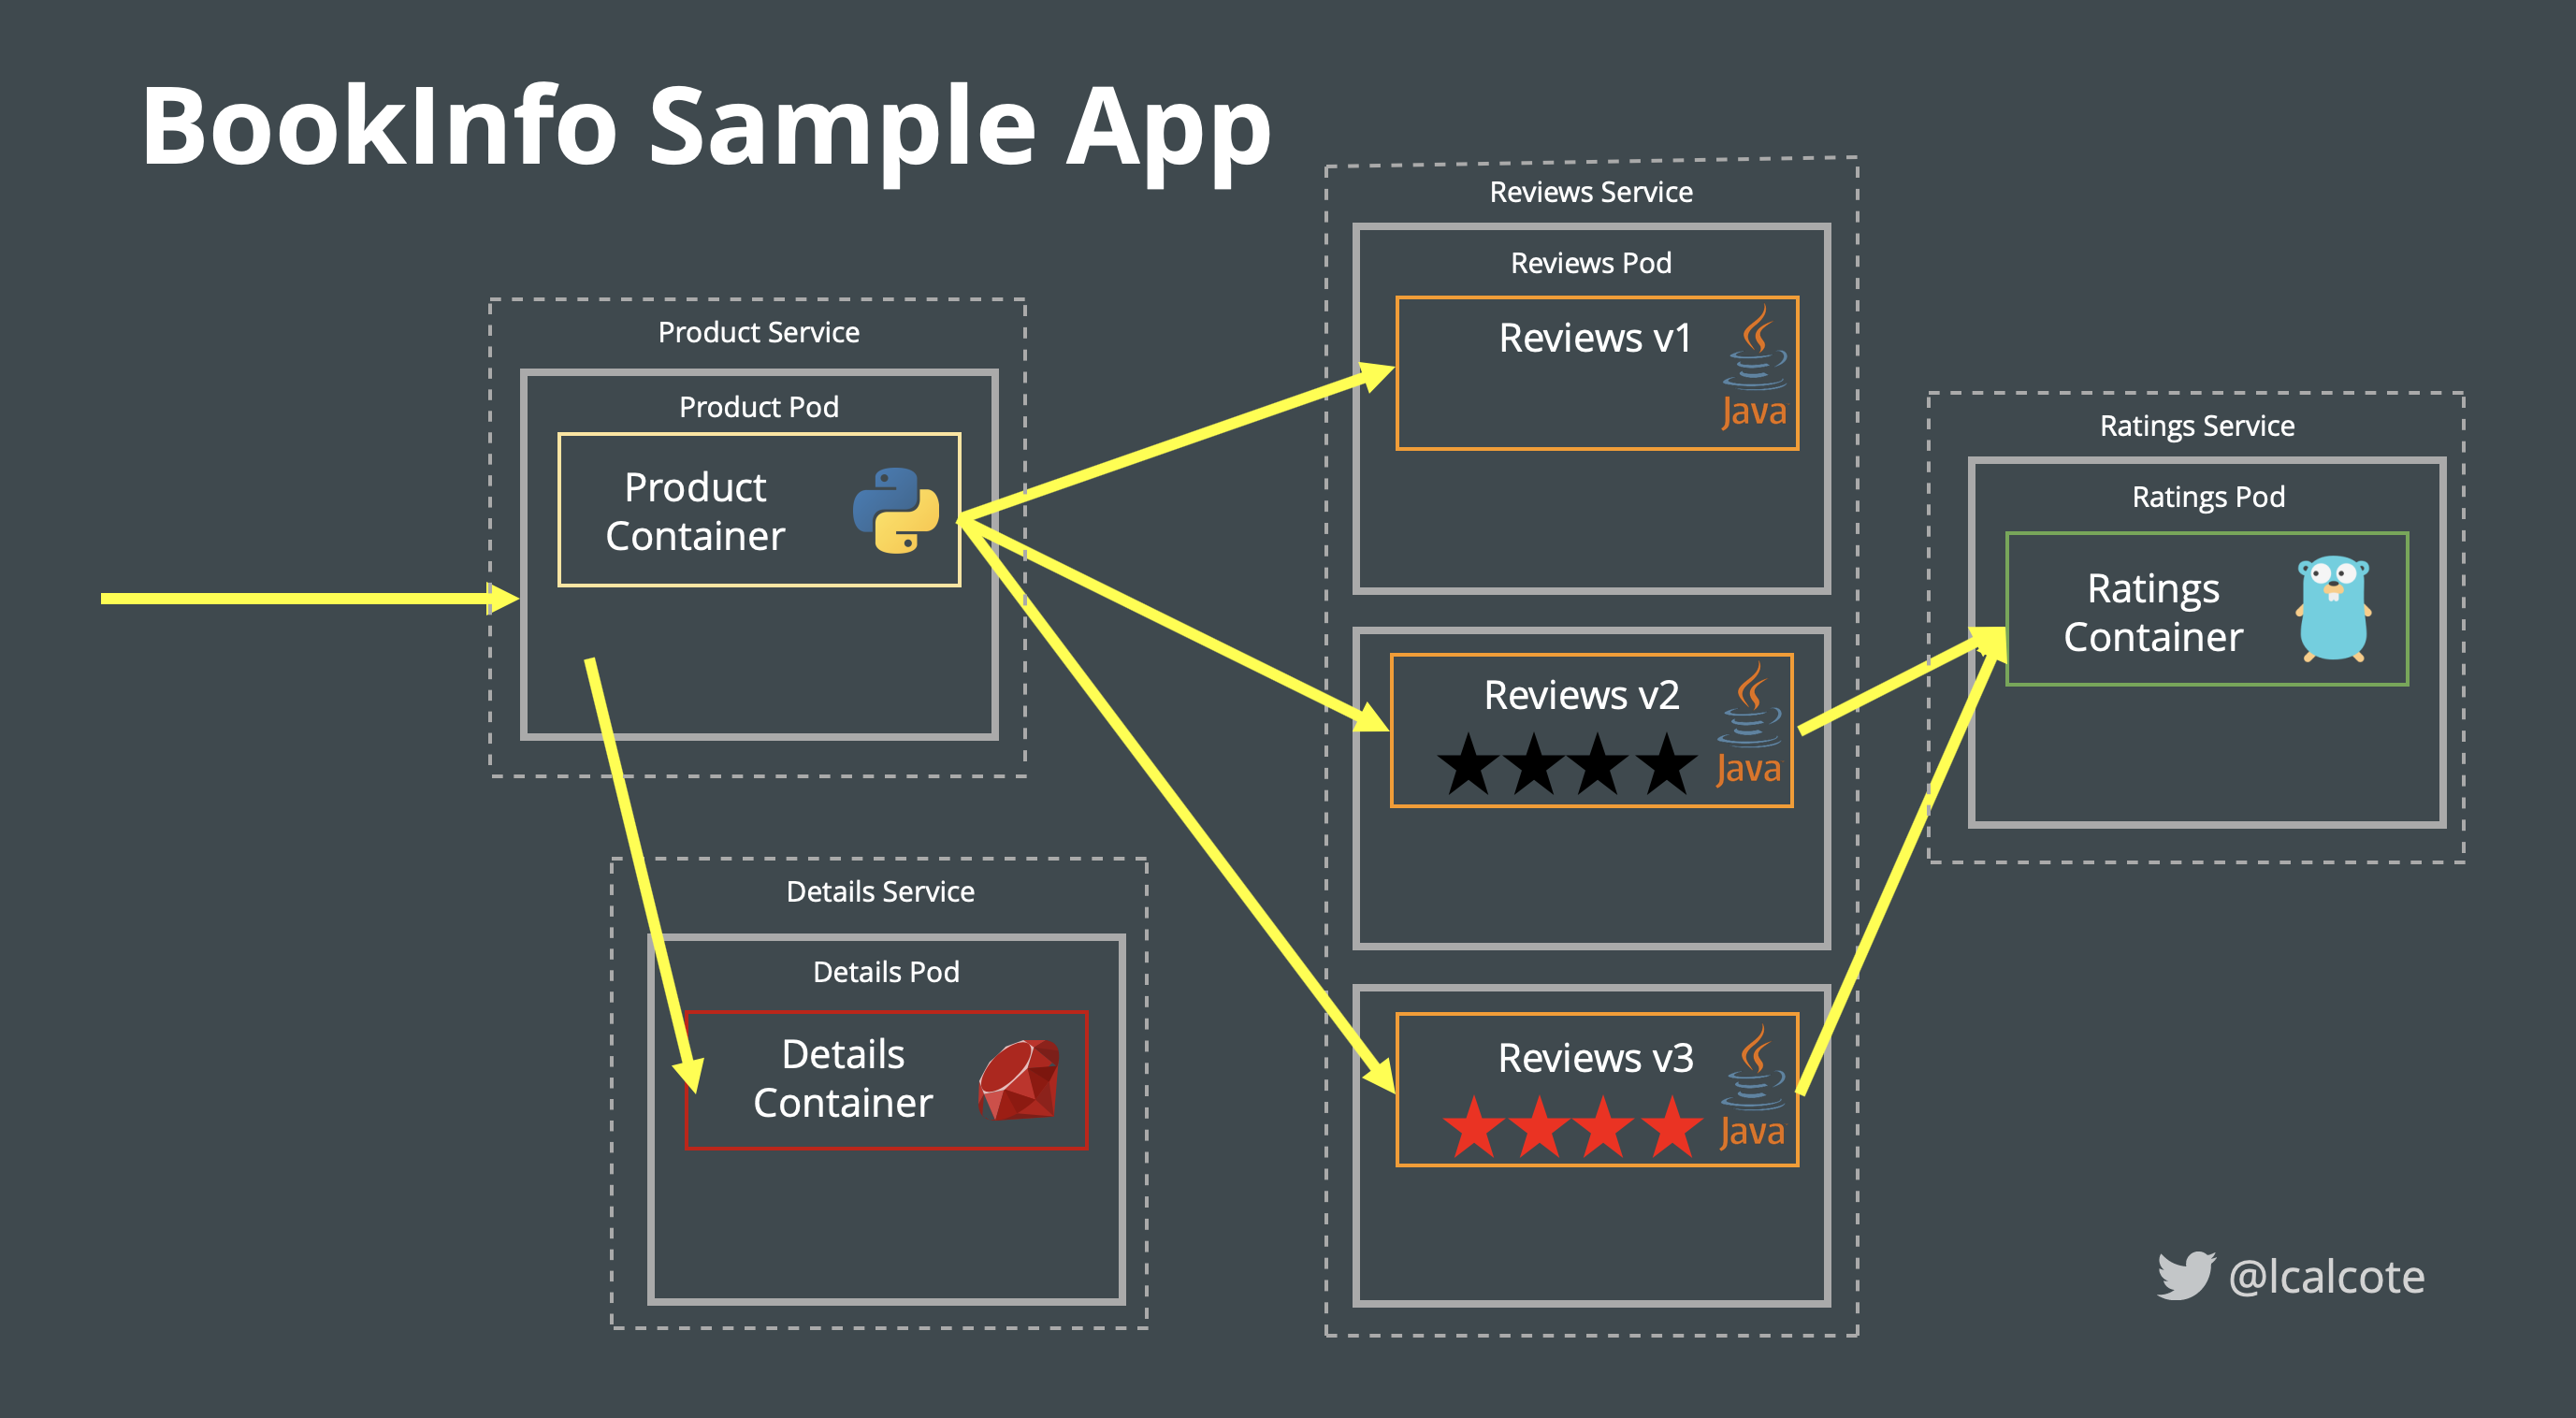 BookInfo Sample App
Product Service
Product Pod
Product
Container
Details Service
Details Pod
Details
Container
Reviews Service
Reviews Pod
Reviews v1
Java
Reviews v2
Java
Reviews v3
Java
Ratings Service
Ratings Pod
Ratings
Container
@lcalcote